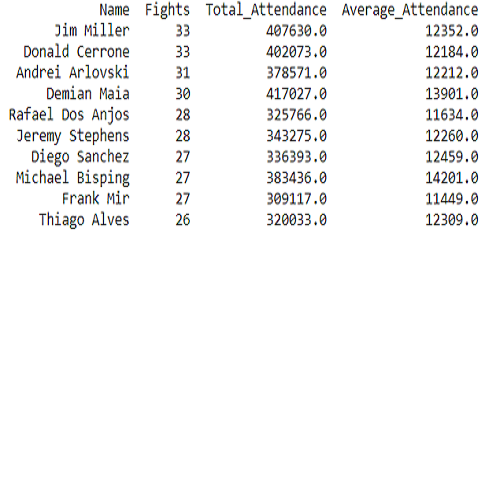 Name Fights Total_Attendance Average_Attendance
Jim Miller 33 407630.0 12352.0
Donald Cerrone 33 402073.0 12184.0
Andrei Arlovski 31 378571.0 12212.0
Demian Maia 30 417027.0 13901.0
Rafael Dos Anjos 28 325766.0 11634.0
Jeremy Stephens 28 343275.0 12260.0
Diego Sanchez 27 336393.0 12459.0
Michael Bisping 27 383436.0 14201.0
Frank Mir 27 309117.0 11449.0
Thiago Alves 26 320033.0 12309.0